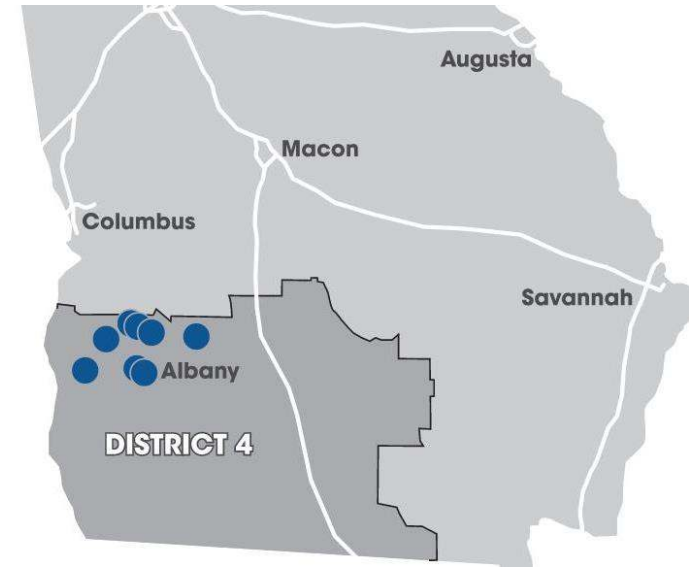 Augusta
Macon
Columbus
Savannah
Albany
DISTRICT 4